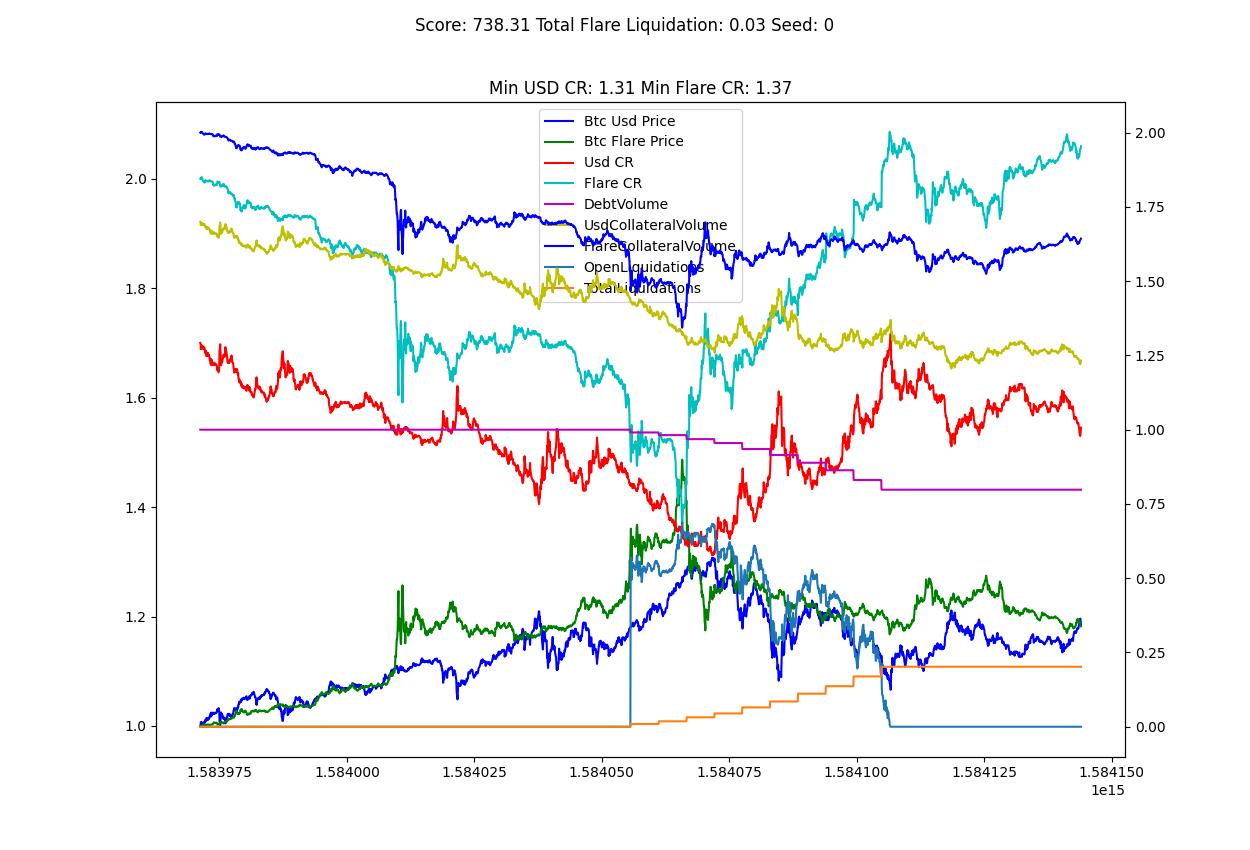 Score: 738.31 Total Flare Liquidation: 0.03 Seed: 0
Min USD CR: 1.31 Min Flare CR: 1.37
Btc Usd Price
Btc Flare Price
Usd CR
Flare CR
DebtVolume
UsdCollateralVolume
FlareCollateralVolume
OpenLiquidations
TotalLiquidations
2.0
1.8
1.6
1.4
1.2
1.0
2.00
1.75
1.50
1.25
1.00
0.75
0.50
0.25
0.00
1.583975 1.584000 1.584025 1.584050 1.584075 1.584100 1.584125 1.584150
1e15